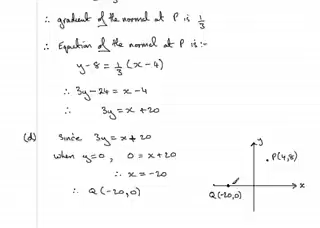 ∴ gradient of the normal at P is 1/3
∴ Equation of the normal at P is:-
y-8 = 1/3 (x-4)
∴ 3y-24 = x-4
∴ 3y = x+20
(d) Since 3y = x+20
when y=0, 0 = x+20
∴ x = -20
∴ Q(-20,0)
y
P(4,8)
x
Q(-20,0)